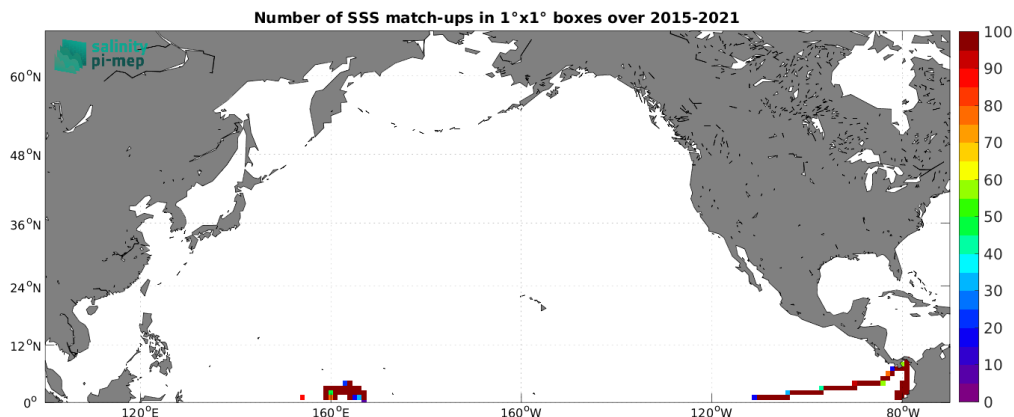 Number of SSS match-ups in 1°x1° boxes over 2015-2021
salinity
pi-mep
60°N
48°N
36°N
24°N
12°N
0°
120°E
160°E
160°W
120°W
80°W
100
90
80
70
60
50
40
30
20
10
0